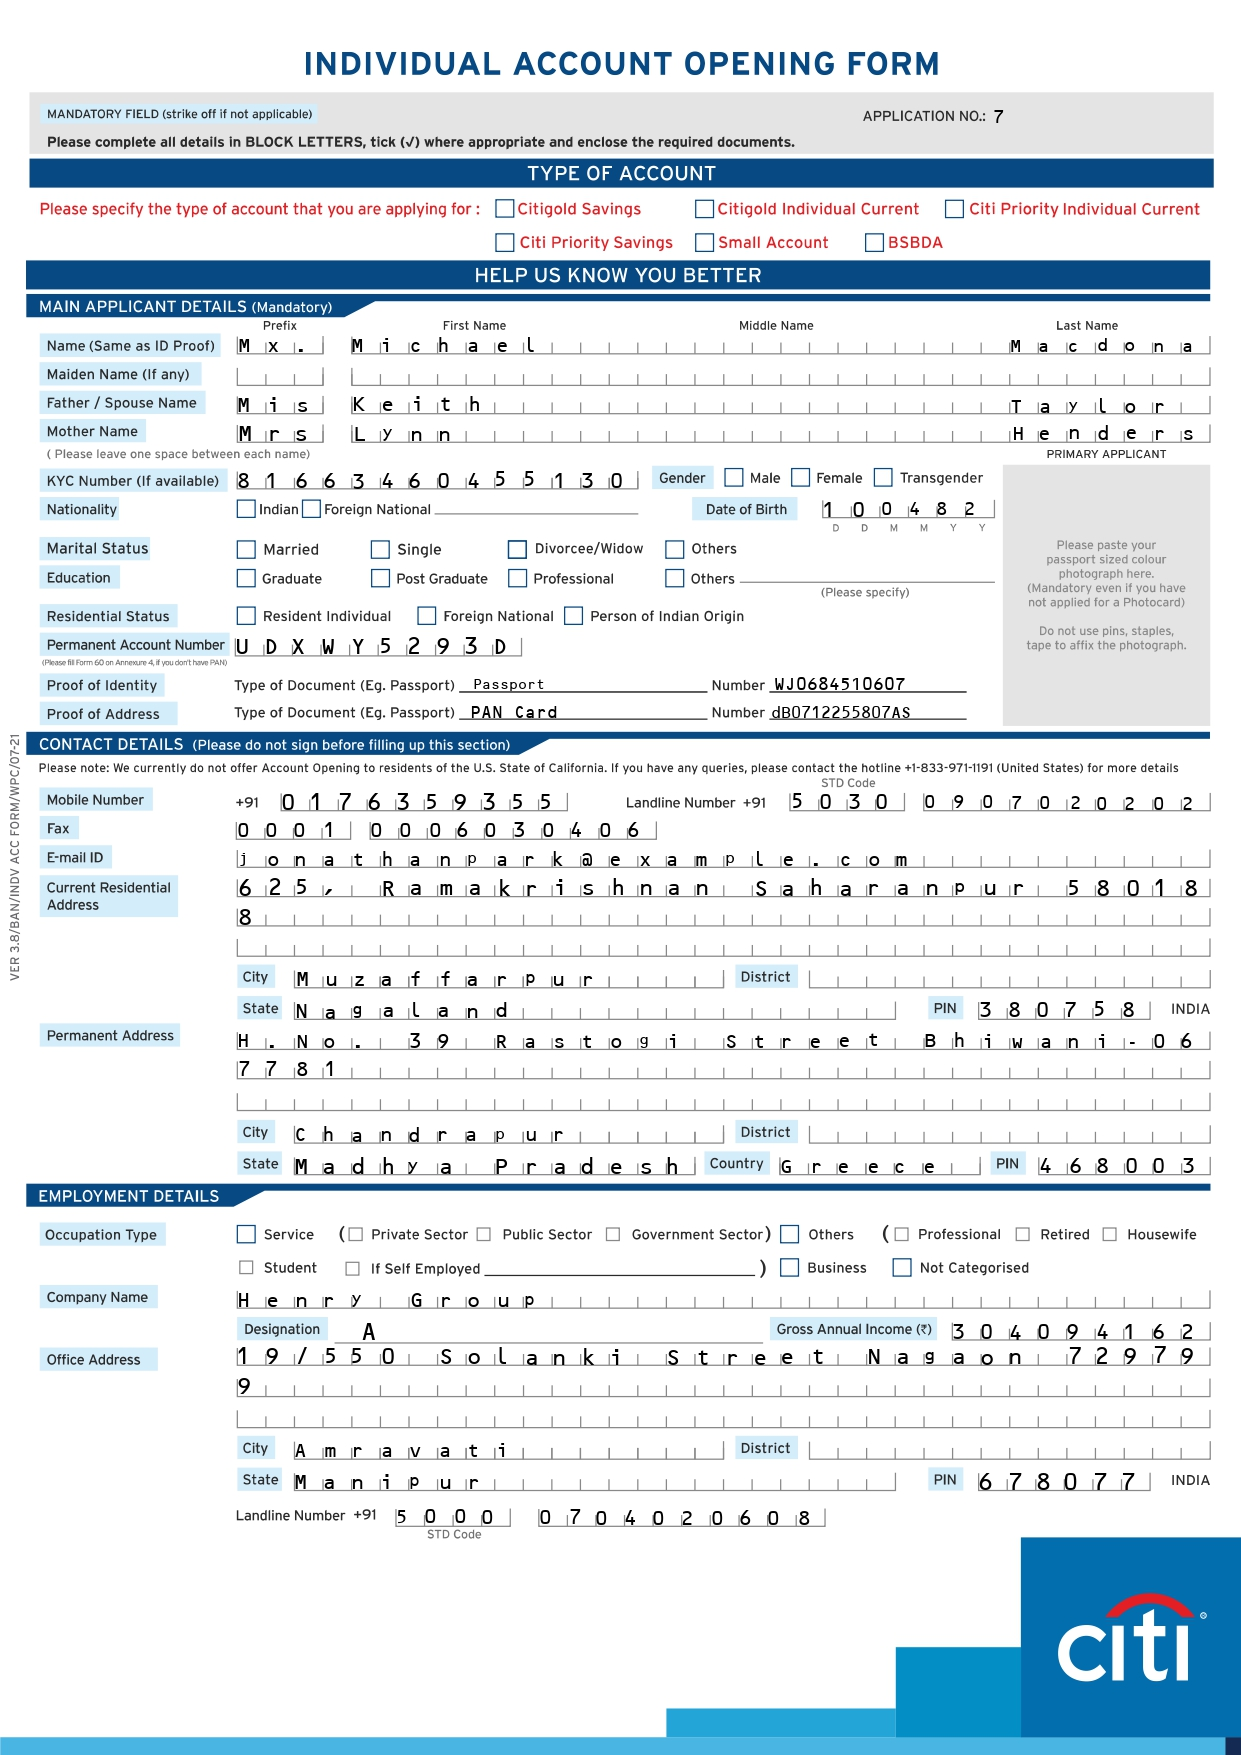 INDIVIDUAL ACCOUNT OPENING FORM
MANDATORY FIELD (strike off if not applicable)
APPLICATION NO.: 7
Please complete all details in BLOCK LETTERS, tick (√) where appropriate and enclose the required documents.
TYPE OF ACCOUNT
Please specify the type of account that you are applying for : Citigold Savings Citigold Individual Current Citi Priority Individual Current
Citi Priority Savings Small Account BSBDA
HELP US KNOW YOU BETTER
MAIN APPLICANT DETAILS (Mandatory)
Prefix First Name Middle Name Last Name
Name (Same as ID Proof) Mx. Michael Macdona
Maiden Name (If any)
Father / Spouse Name Mis Keith Taylor
Mother Name Mrs Lynn Henders
( Please leave one space between each name) PRIMARY APPLICANT
KYC Number (If available) 81663460455130 Gender Male Female Transgender
Nationality Indian Foreign National Date of Birth 100482
D D M M Y Y
Marital Status Married Single Divorcee/Widow Others
Education Graduate Post Graduate Professional Others
(Please specify)
Please paste your
passport sized colour
photograph here.
(Mandatory even if you have
not applied for a Photocard)
Do not use pins, staples,
tape to affix the photograph.
Residential Status Resident Individual Foreign National Person of Indian Origin
Permanent Account Number UDXWY5293D
(Please fill Form 60 on Annexure 4, if you don't have PAN)
Proof of Identity Type of Document (Eg. Passport) Passport Number WJ0684510607
Proof of Address Type of Document (Eg. Passport) PAN Card Number dB0712255807AS
CONTACT DETAILS (Please do not sign before filling up this section)
Please note: We currently do not offer Account Opening to residents of the U.S. State of California. If you have any queries, please contact the hotline +1-833-971-1191 (United States) for more details
STD Code
Mobile Number +91 0176359355 Landline Number +91 5030 0907020202
Fax 0001 0006030406
E-mail ID jonathanpark@example.com
Current Residential Address 625, Ramakrishnan Saharanpur 58018
8
City Muzaffarpur District
State Nagaland PIN 380758 INDIA
Permanent Address H.No. 39 Rastogi Street Bhiwani-06
7781
City Chandrapur District
State Madhya Pradesh Country Greece PIN 468003
EMPLOYMENT DETAILS
Occupation Type Service ( Private Sector Public Sector Government Sector) Others ( Professional Retired Housewife
Student If Self Employed ) Business Not Categorised
Company Name Henry Group
Designation A Gross Annual Income (₹) 304094162
Office Address 19/550 Solanki Street Nagaon 72979
9
City Amravati District
State Manipur PIN 678077 INDIA
Landline Number +91 5000 0704020608
STD Code
VER 3.8/BAN/INDV ACC FORM/WPC/07-21
citi